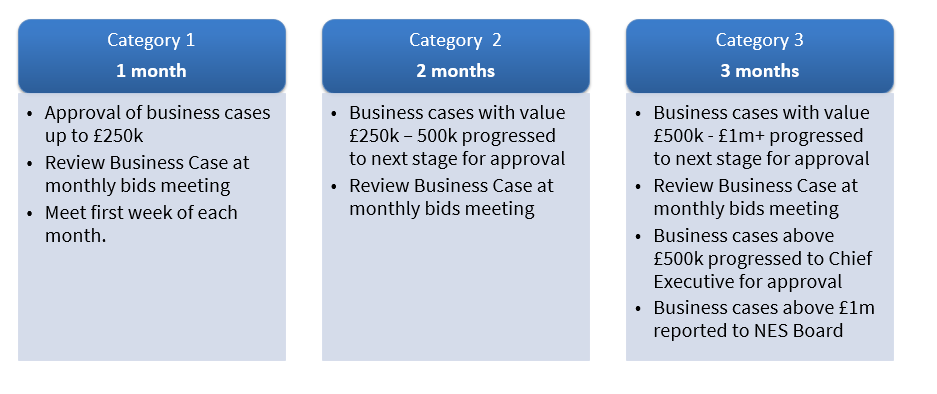 Category 1
1 month
• Approval of business cases
up to £250k
• Review Business Case at
monthly bids meeting
• Meet first week of each
month.
Category  2
2 months
• Business cases with value
£250k – 500k progressed
to next stage for approval
• Review Business Case at
monthly bids meeting
Category 3
3 months
• Business cases with value
£500k - £1m+ progressed
to next stage for approval
• Review Business Case at
monthly bids meeting
• Business cases above
£500k progressed to Chief
Executive for approval
• Business cases above £1m
reported to NES Board